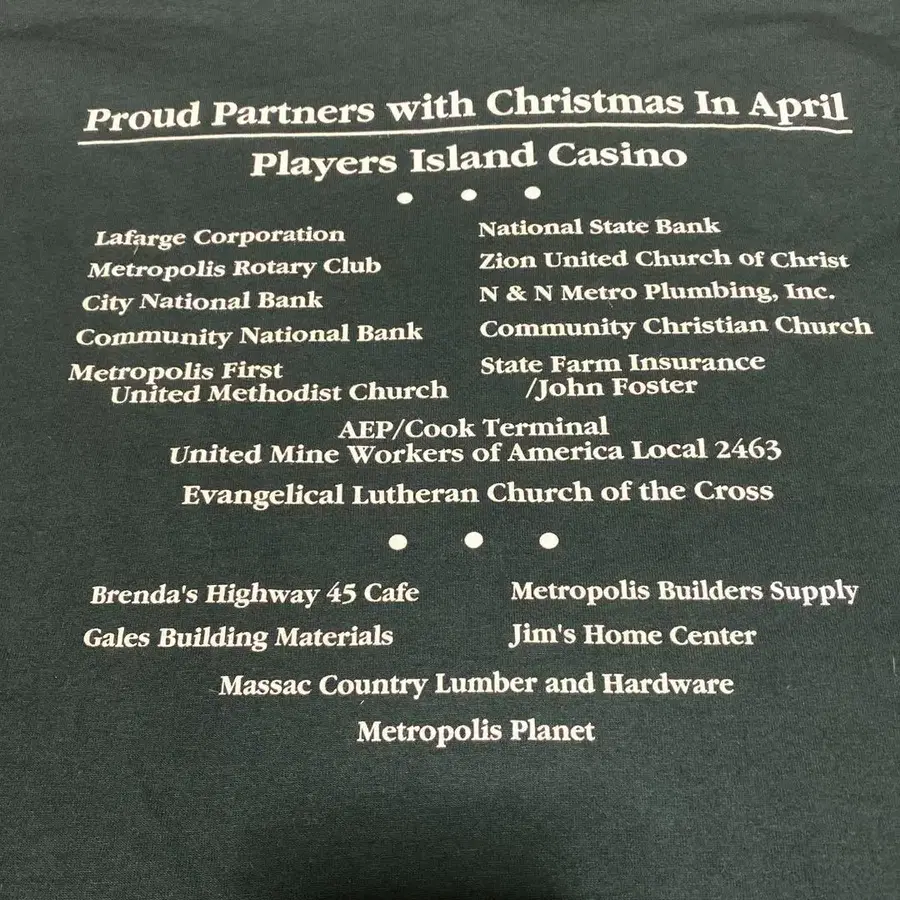 Proud Partners with Christmas In April
Players Island Casino
Lafarge Corporation
Metropolis Rotary Club
City National Bank
Community National Bank
Metropolis First
United Methodist Church
National State Bank
Zion United Church of Christ
N & N Metro Plumbing, Inc.
Community Christian Church
State Farm Insurance
/John Foster
AEP/Cook Terminal
United Mine Workers of America Local 2463
Evangelical Lutheran Church of the Cross
Brenda's Highway 45 Cafe
Gales Building Materials
Metropolis Builders Supply
Jim's Home Center
Massac Country Lumber and Hardware
Metropolis Planet